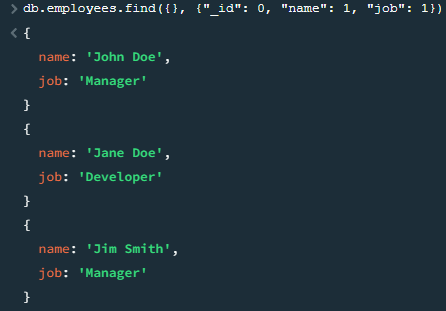 > db.employees.find({}, {"_id": 0, "name": 1, "job": 1})
< {
name: 'John Doe',
job: 'Manager'
}
{
name: 'Jane Doe',
job: 'Developer'
}
{
name: 'Jim Smith',
job: 'Manager'
}